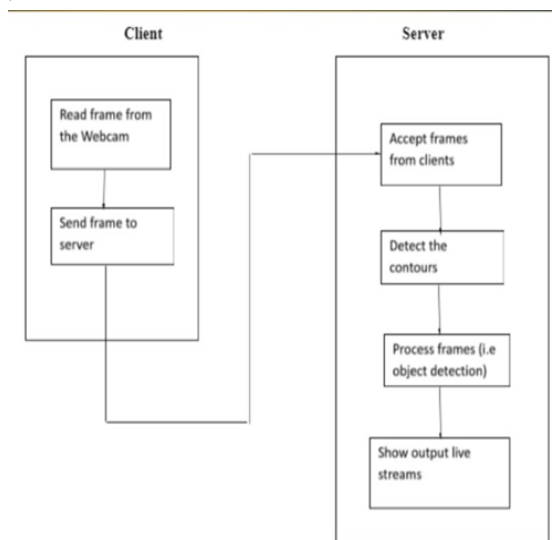 Client
Server
Read frame from
the Webcam
Send frame to
server
Accept frames
from clients
Detect the
contours
Process frames (i.e
object detection)
Show output live
streams